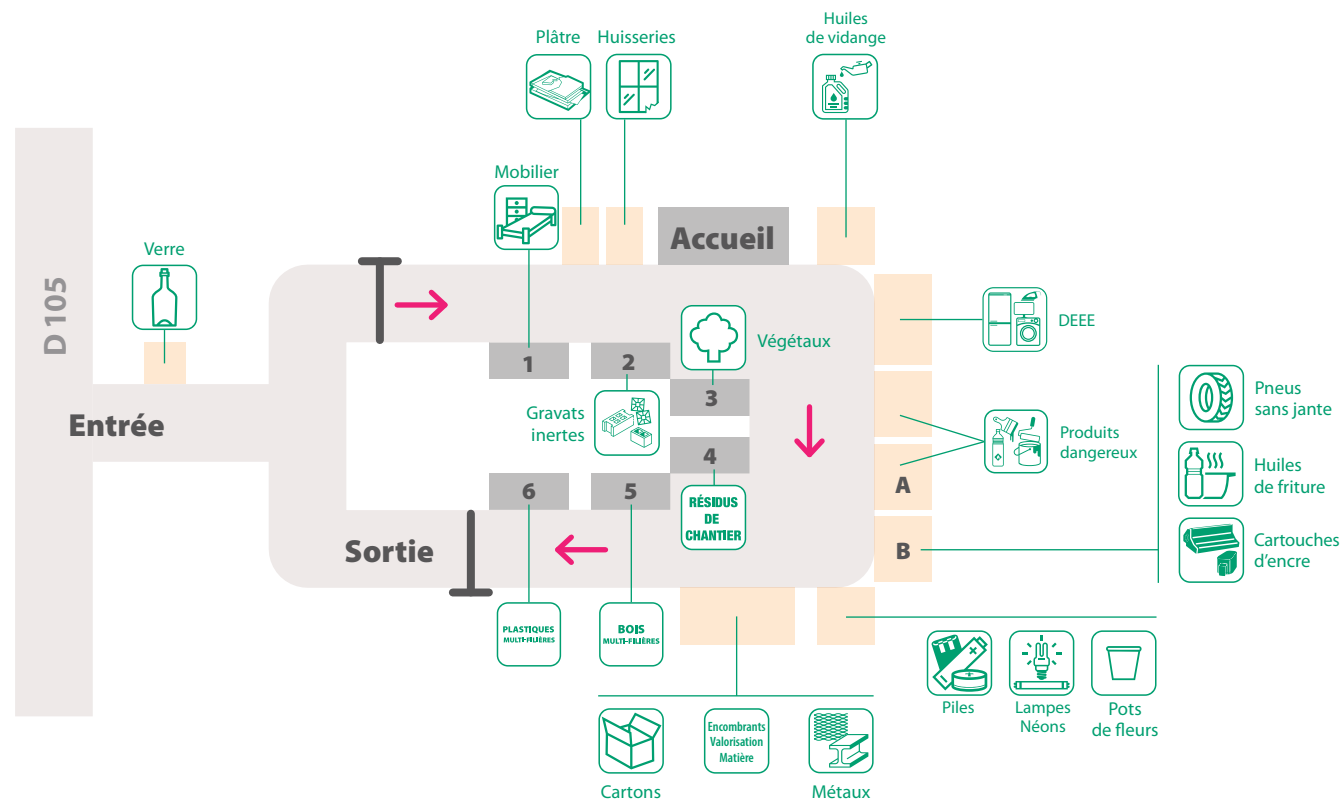 Plâtre
Huisseries
Huiles
de vidange
Mobilier
Accueil
Verre
D 105
DEEE
1
2
Végétaux
3
Pneus
sans jante
Gravats
inertes
Entrée
Produits
dangereux
4
Huiles
de friture
A
6
5
RÉSIDUS
DE
CHANTIER
Sortie
B
Cartouches
d'encre
PLASTIQUES
MULTI-FILIÈRES
BOIS
MULTI-FILIÈRES
Piles
Lampes
Néons
Pots
de fleurs
Encombrants
Valorisation
Matière
Cartons
Métaux